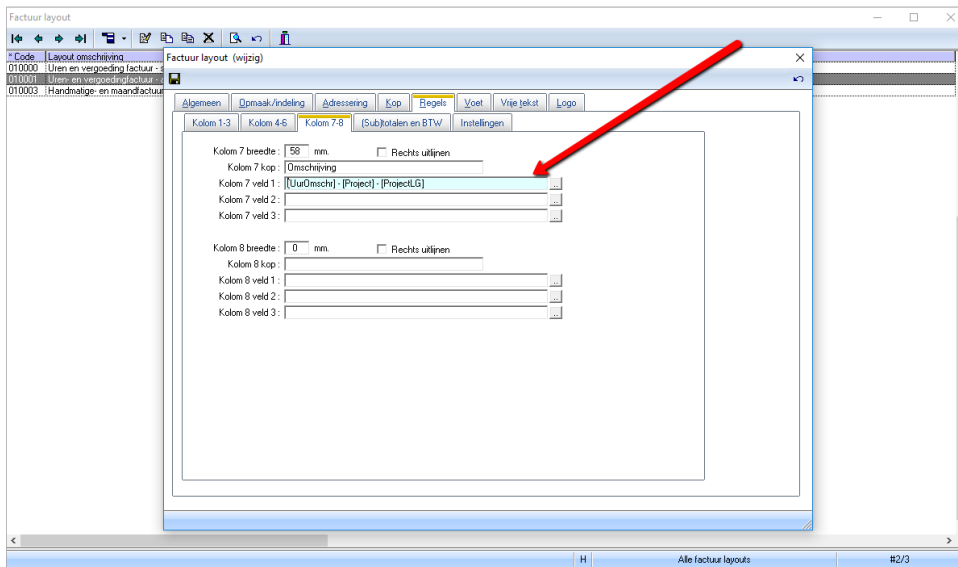 Factuur layout
* Code Layout omschrijving
010000 Uren en vergoeding factuur - s
010001 Uren- en vergoedingfactuur -
010003 Handmatige- en maandfactuur
Factuur layout (wijzig)
Algemeen Opmaak/indeling Adressering Kop Regels Voet Vrije tekst Logo
Kolom 1-3 Kolom 4-6 Kolom 7-8 (Sub)totalen en BTW Instellingen
Kolom 7 breedte : 58 mm. Rechts uitlijnen
Kolom 7 kop : Omschrijving
Kolom 7 veld 1 : [UurOmschr] - [Project] - [ProjectLG] ...
Kolom 7 veld 2 : ...
Kolom 7 veld 3 : ...
Kolom 8 breedte : 0 mm. Rechts uitlijnen
Kolom 8 kop :
Kolom 8 veld 1 : ...
Kolom 8 veld 2 : ...
Kolom 8 veld 3 : ...
H Alle factuur layouts #2/3